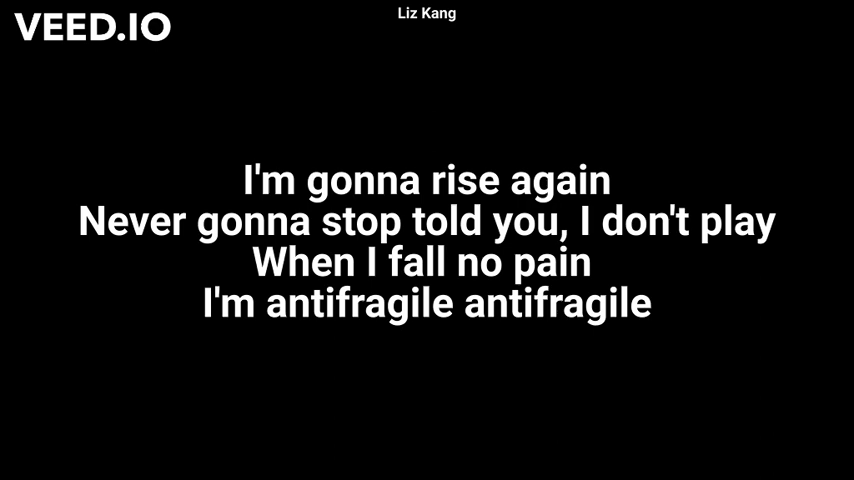 VEED.IO
Liz Kang
I'm gonna rise again
Never gonna stop told you, I don't play
When I fall no pain
I'm antifragile antifragile